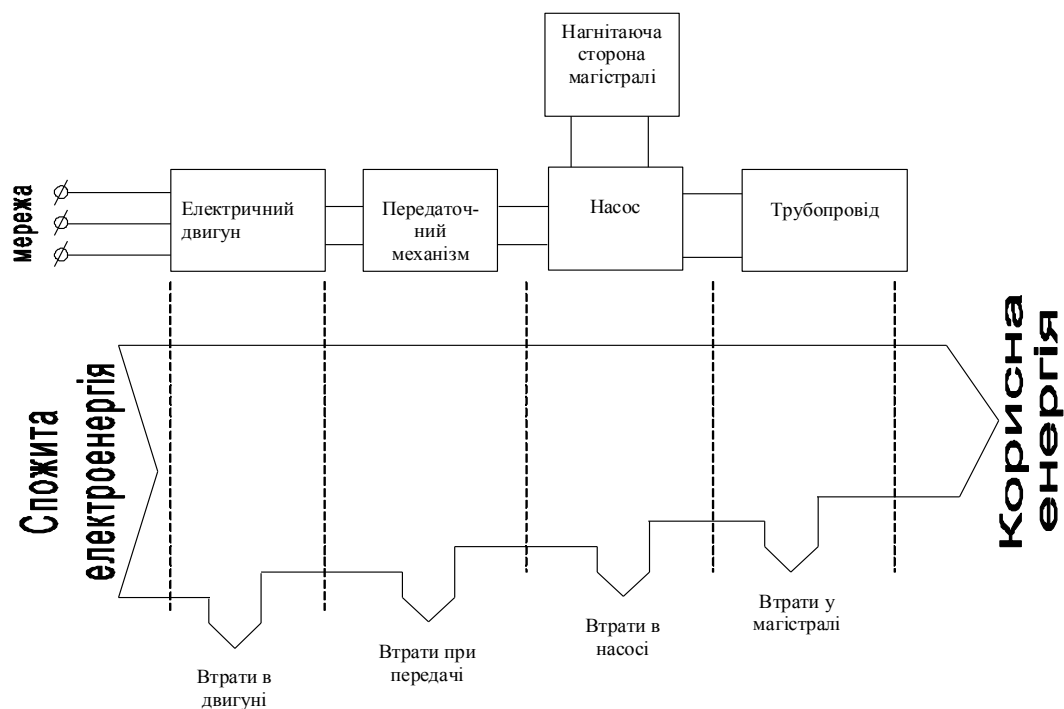 Нагнітаюча
сторона
магістралі
мережа
Електричний
двигун
Передаточ-
ний
механізм
Насос
Трубопровід
Спожита
електроенергія
Корисна
енергія
Втрати в
двигуні
Втрати при
передачі
Втрати в
насосі
Втрати у
магістралі